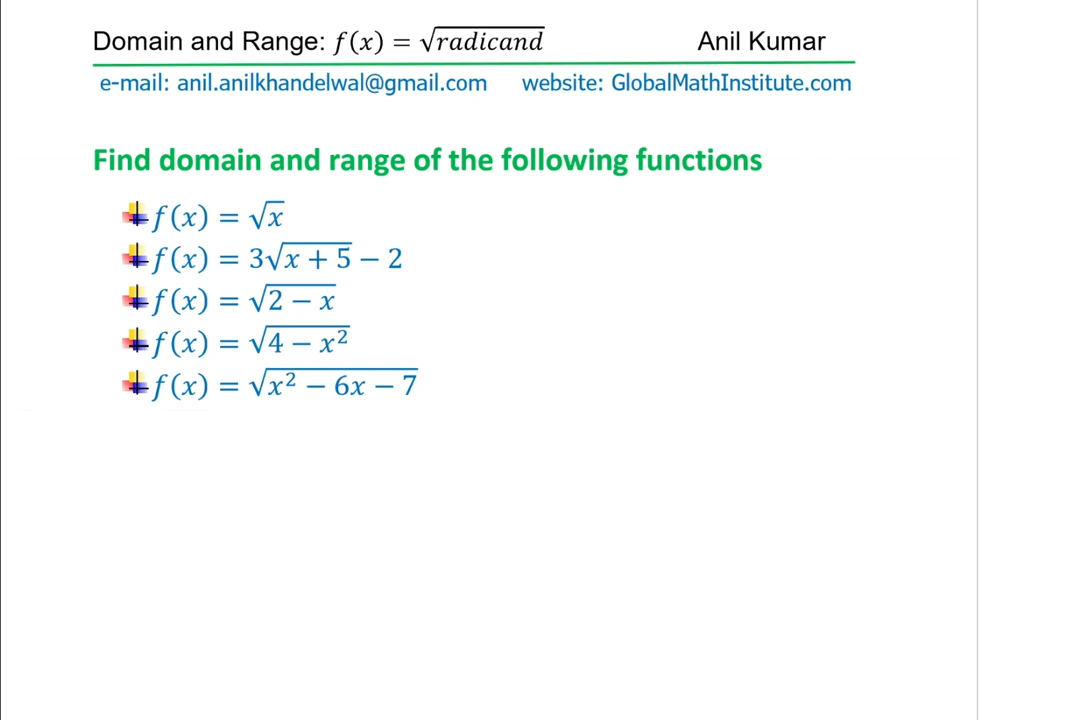 Domain and Range: f(x) = √radicand Anil Kumar
e-mail: anil.anilkhandelwal@gmail.com website: GlobalMathInstitute.com
Find domain and range of the following functions
f(x) = √x
f(x) = 3√(x + 5) − 2
f(x) = √(2 − x)
f(x) = √(4 − x²)
f(x) = √(x² − 6x − 7)